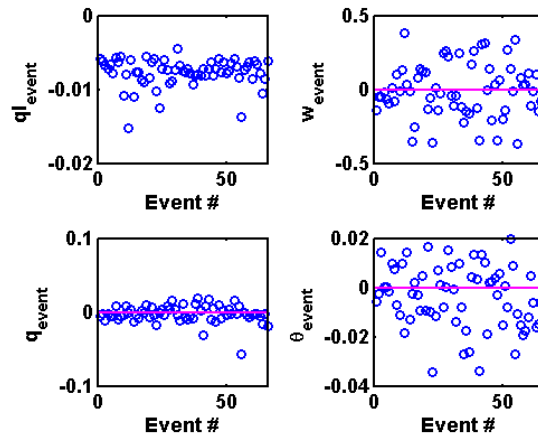 0
-0.01
-0.02
ql_event
0 50
Event #
0.5
0
-0.5
w_event
0 50
Event #
0.1
0
-0.1
q_event
0 50
Event #
0.02
0
-0.02
-0.04
θ_event
0 50
Event #